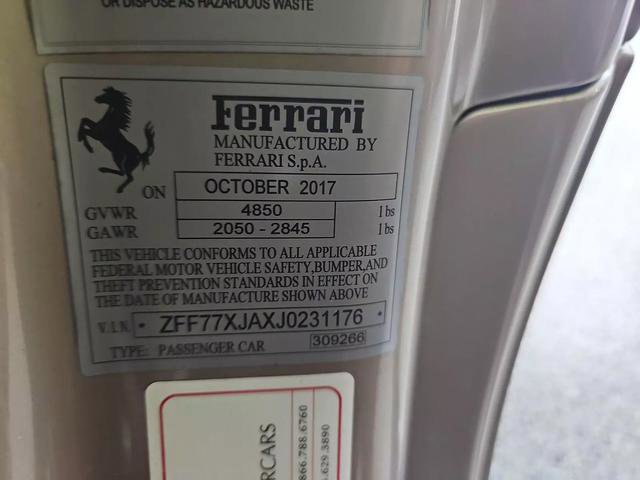 OR DISPOSE AS HAZARDOUS WASTE
Ferrari
MANUFACTURED BY
FERRARI S.p.A.
ON OCTOBER 2017
GVWR 4850 lbs
GAWR 2050 - 2845 lbs
THIS VEHICLE CONFORMS TO ALL APPLICABLE
FEDERAL MOTOR VEHICLE SAFETY,BUMPER,AND
THEFT PREVENTION STANDARDS IN EFFECT ON
THE DATE OF MANUFACTURE SHOWN ABOVE
V.I.N. * ZFF77XJAXJ0231176 *
TYPE: PASSENGER CAR 309266
RCARS
866.788.6760
.629.3890